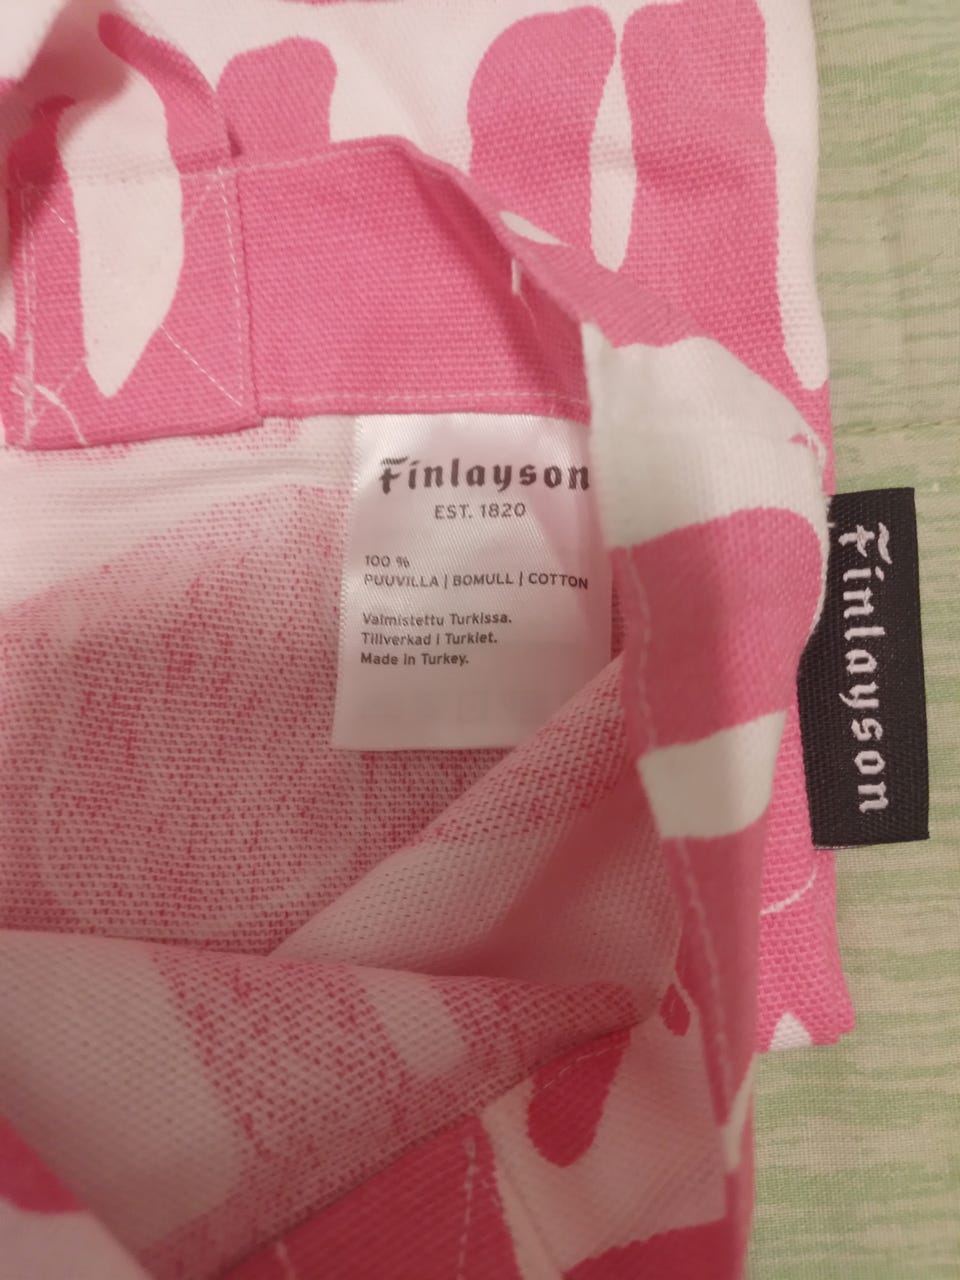 Finlayson
EST. 1820
100 %
PUUVILLA | BOMULL | COTTON
Valmistettu Turkissa.
Tillverkad i Turkiet.
Made in Turkey.
Finlayson